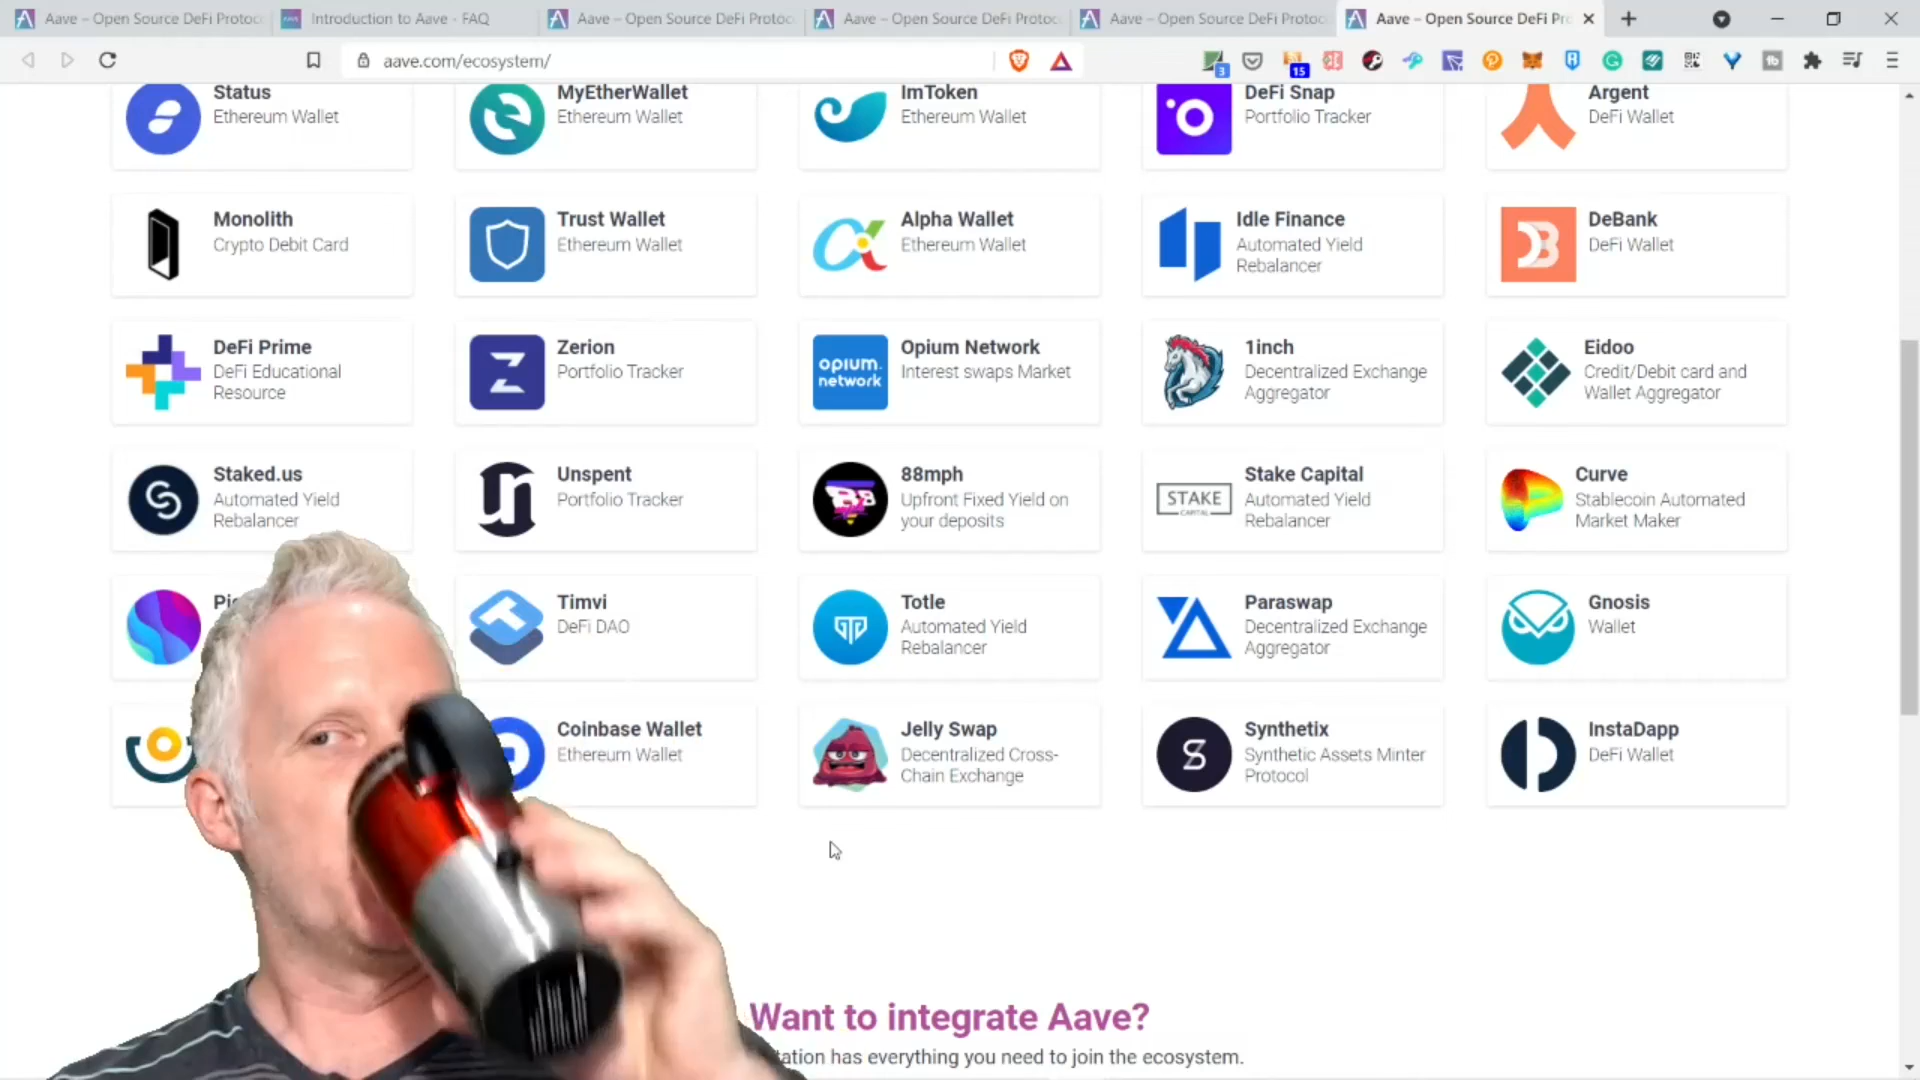 Aave – Open Source DeFi Protoc
Introduction to Aave - FAQ
Aave – Open Source DeFi Protoc
Aave – Open Source DeFi Protoc
Aave – Open Source DeFi Protoc
Aave – Open Source DeFi Pro
aave.com/ecosystem/
3
15
Status
Ethereum Wallet
MyEtherWallet
Ethereum Wallet
ImToken
Ethereum Wallet
DeFi Snap
Portfolio Tracker
Argent
DeFi Wallet
Monolith
Crypto Debit Card
Trust Wallet
Ethereum Wallet
Alpha Wallet
Ethereum Wallet
Idle Finance
Automated Yield
Rebalancer
DeBank
DeFi Wallet
DeFi Prime
DeFi Educational
Resource
Zerion
Portfolio Tracker
opium.
network
Opium Network
Interest swaps Market
1inch
Decentralized Exchange
Aggregator
Eidoo
Credit/Debit card and
Wallet Aggregator
Staked.us
Automated Yield
Rebalancer
Unspent
Portfolio Tracker
88mph
Upfront Fixed Yield on
your deposits
STAKE
CAPITAL
Stake Capital
Automated Yield
Rebalancer
Curve
Stablecoin Automated
Market Maker
Timvi
DeFi DAO
Totle
Automated Yield
Rebalancer
Paraswap
Decentralized Exchange
Aggregator
Gnosis
Wallet
Coinbase Wallet
Ethereum Wallet
Jelly Swap
Decentralized Cross-
Chain Exchange
Synthetix
Synthetic Assets Minter
Protocol
InstaDapp
DeFi Wallet
Want to integrate Aave?
tation has everything you need to join the ecosystem.